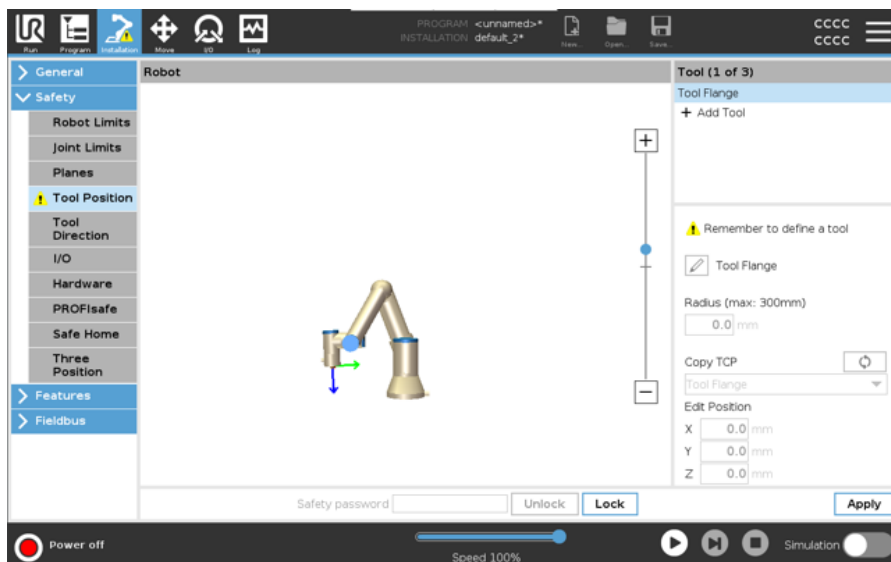 PROGRAM <unnamed>*
INSTALLATION default_2*
UR
Run
Program
Installation
Move
I/O
Log
New...
Open...
Save...
CCCC
CCCC
General
Safety
Robot Limits
Joint Limits
Planes
Tool Position
Tool
Direction
I/O
Hardware
PROFIsafe
Safe Home
Three
Position
Features
Fieldbus
Robot
Safety password
Unlock
Lock
Tool (1 of 3)
Tool Flange
+ Add Tool
Remember to define a tool
Tool Flange
Radius (max: 300mm)
0.0 mm
Copy TCP
Tool Flange
Edit Position
X 0.0 mm
Y 0.0 mm
Z 0.0 mm
Apply
Power off
Speed 100%
Simulation